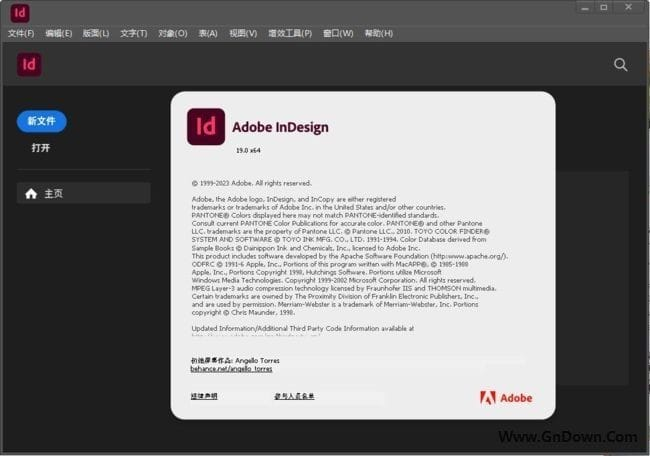 Id
文件(F) 编辑(E) 版面(L) 文字(T) 对象(O) 表(A) 视图(V) 增效工具(P) 窗口(W) 帮助(H)
Id
新文件
打开
主页
Id Adobe InDesign
19.0 x64
© 1999-2023 Adobe. All rights reserved.
Adobe, the Adobe logo, InDesign, and InCopy are either registered
trademarks or trademarks of Adobe Inc. in the United States and/or other countries.
PANTONE® Colors displayed here may not match PANTONE-identified standards.
Consult current PANTONE Color Publications for accurate color. PANTONE® and other Pantone
LLC. trademarks are the property of Pantone LLC. © Pantone LLC., 2010. TOYO COLOR FINDER®
SYSTEM AND SOFTWARE © TOYO INK MFG. CO., LTD. 1991-1994. Color Database derived from
Sample Books © Dainippon Ink and Chemicals, Inc., licensed to Adobe Inc.
This product includes software developed by the Apache Software Foundation (http:www.apache.org/).
ODFRC © 1991-6 Apple, Inc., Portions of this program written with MacAPP®, © 1985-1988
Apple, Inc., Portions Copyright 1998, Hutchings Software. Portions utilize Microsoft
Windows Media Technologies. Copyright 1999-2002 Microsoft Corporation. All rights reserved.
MPEG Layer-3 audio compression technology licensed by Fraunhofer IIS and THOMSON multimedia.
Certain trademarks are owned by The Proximity Division of Franklin Electronic Publishers, Inc.,
and are used by permission. Merriam-Webster is a trademark of Merriam-Webster, Inc. Portions
copyright © Chris Maunder, 1998.
Updated Information/Additional Third Party Code Information available at
初始屏幕作品: Angello Torres
behance.net/angello_torres
法律声明 参与人员名单
Adobe
Www.GnDown.Com